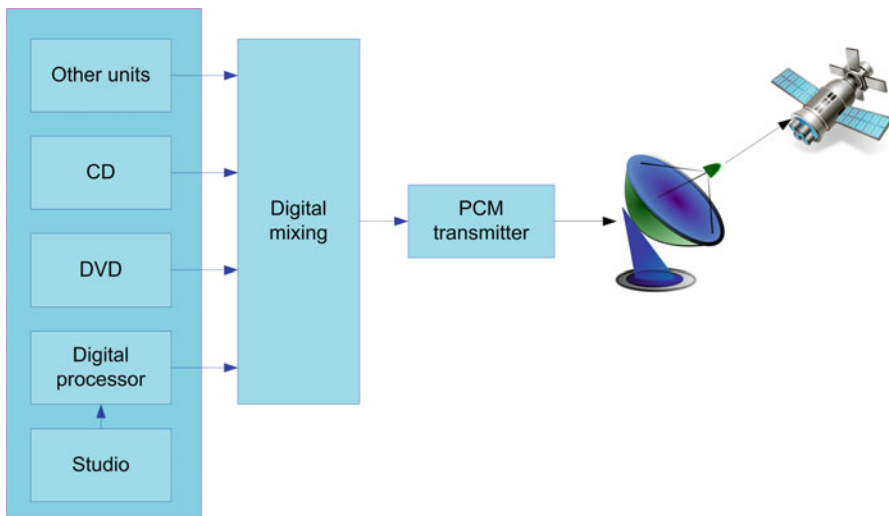 Other units
CD
DVD
Digital
processor
Studio
Digital
mixing
PCM
transmitter